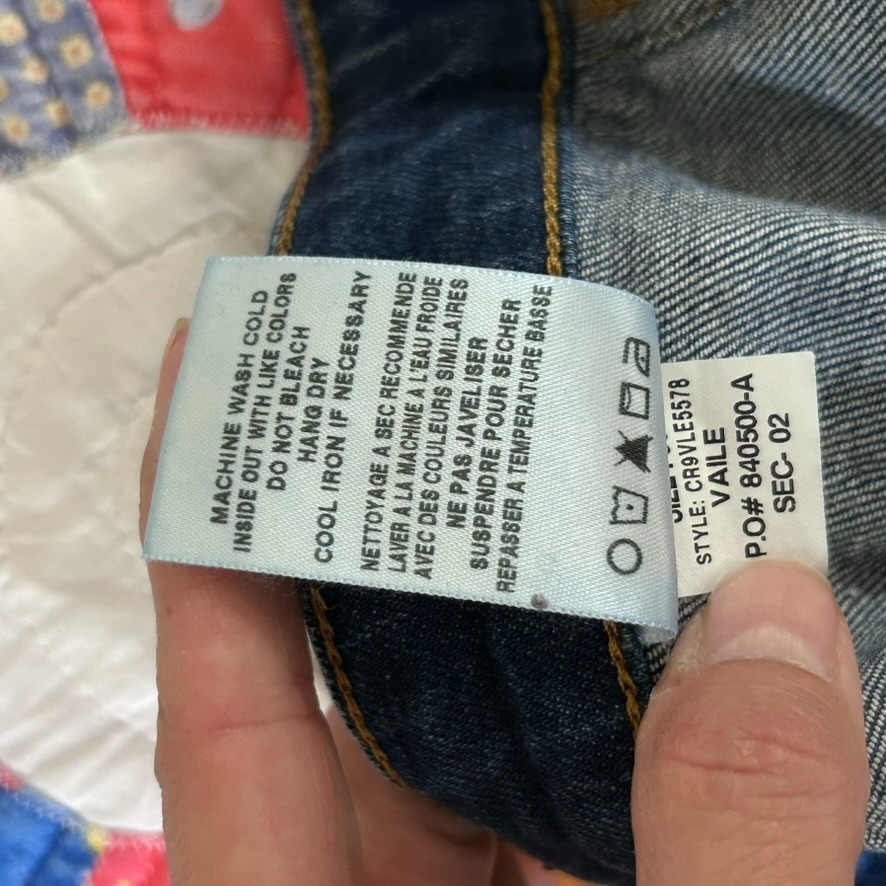 MACHINE WASH COLD
INSIDE OUT WITH LIKE COLORS
DO NOT BLEACH
HANG DRY
COOL IRON IF NECESSARY
NETTOYAGE A SEC RECOMMENDE
LAVER A LA MACHINE A L'EAU FROIDE
AVEC DES COULEURS SIMILAIRES
NE PAS JAVELISER
SUSPENDRE POUR SECHER
REPASSER A TEMPERATURE BASSE
STYLE: CR9VLE5578
VAILE
P.O# 840500-A
SEC- 02